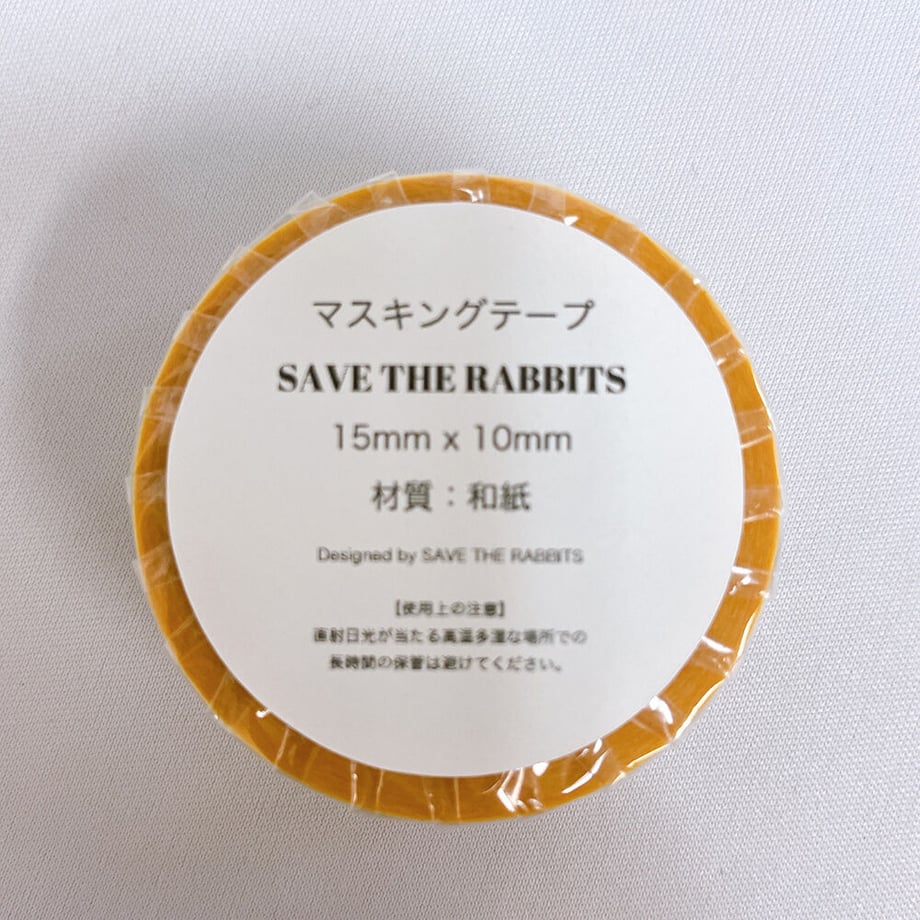 マスキングテープ
SAVE THE RABBITS
15mm x 10mm
材質：和紙
Designed by SAVE THE RABBITS
【使用上の注意】
直射日光が当たる高温多湿な場所での
長時間の保管は避けてください。